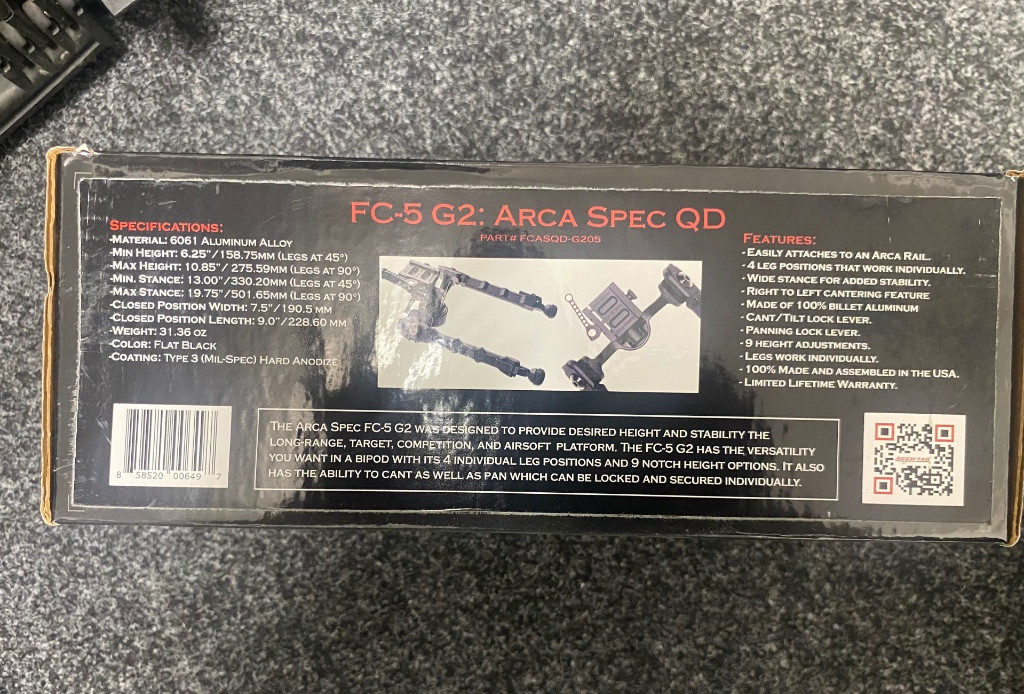 FC-5 G2: ARCA SPEC QD
PART# FCASQD-G205
SPECIFICATIONS:
-MATERIAL: 6061 ALUMINUM ALLOY
-MIN HEIGHT: 6.25"/158.75MM (LEGS AT 45°)
-MAX HEIGHT: 10.85"/ 275.59MM (LEGS AT 90°)
-MIN. STANCE: 13.00"/330.20MM (LEGS AT 45°)
-MAX STANCE: 19.75"/501.65MM (LEGS AT 90°)
-CLOSED POSITION WIDTH: 7.5"/190.5 MM
-CLOSED POSITION LENGTH: 9.0"/228.60 MM
-WEIGHT: 31.36 OZ
-COLOR: FLAT BLACK
-COATING: TYPE 3 (MIL-SPEC) HARD ANODIZE
FEATURES:
- EASILY ATTACHES TO AN ARCA RAIL.
- 4 LEG POSITIONS THAT WORK INDIVIDUALLY.
- WIDE STANCE FOR ADDED STABILITY.
- RIGHT TO LEFT CANTERING FEATURE
- MADE OF 100% BILLET ALUMINUM
- CANT/TILT LOCK LEVER.
- PANNING LOCK LEVER.
- 9 HEIGHT ADJUSTMENTS.
- LEGS WORK INDIVIDUALLY.
- 100% MADE AND ASSEMBLED IN THE USA.
- LIMITED LIFETIME WARRANTY.
8 58520 00649 7
THE ARCA SPEC FC-5 G2 WAS DESIGNED TO PROVIDE DESIRED HEIGHT AND STABILITY THE
LONG-RANGE, TARGET, COMPETITION, AND AIRSOFT PLATFORM. THE FC-5 G2 HAS THE VERSATILITY
YOU WANT IN A BIPOD WITH ITS 4 INDIVIDUAL LEG POSITIONS AND 9 NOTCH HEIGHT OPTIONS. IT ALSO
HAS THE ABILITY TO CANT AS WELL AS PAN WHICH CAN BE LOCKED AND SECURED INDIVIDUALLY.